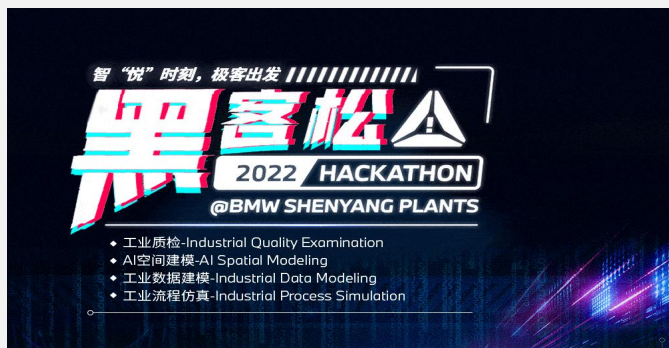 智“悦”时刻，极客出发
黑客松
2022 HACKATHON
@BMW SHENYANG PLANTS
◆ 工业质检-Industrial Quality Examination
◆ AI空间建模-AI Spatial Modeling
◆ 工业数据建模-Industrial Data Modeling
◆ 工业流程仿真-Industrial Process Simulation